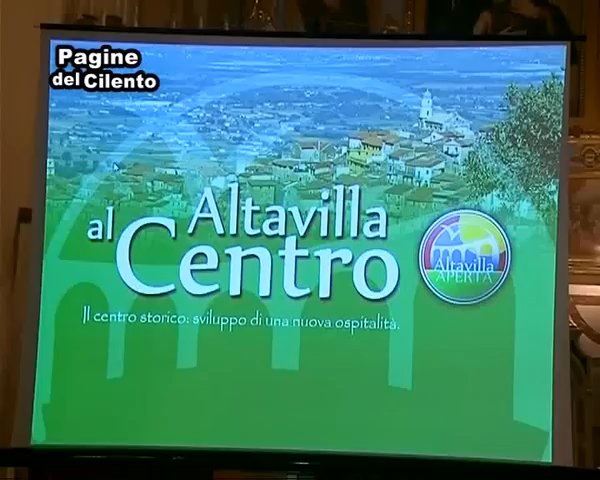 Pagine
del Cilento
Altavilla
al Centro
Il centro storico: sviluppo di una nuova ospitalità.
Altavilla
APERTA